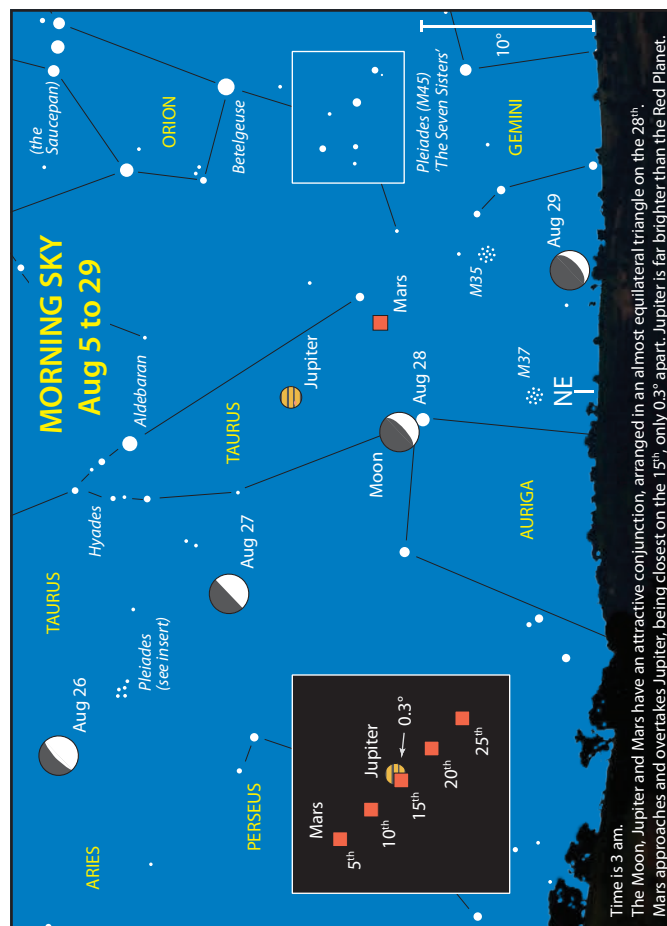 MORNING SKY
Aug 5 to 29
(the
Saucepan)
ORION
Betelgeuse
Aldebaran
Hyades
TAURUS
TAURUS
Aug 26
Pleiades
(see insert)
Aug 27
ARIES
PERSEUS
Jupiter
Mars
Moon
Aug 28
Pleiades (M45)
'The Seven Sisters'
GEMINI
10°
M35
Aug 29
M37
NE
AURIGA
Mars
Jupiter
0.3°
5th
10th
15th
20th
25th
Time is 3 am.
The Moon, Jupiter and Mars have an attractive conjunction, arranged in an almost equilateral triangle on the 28th.
Mars approaches and overtakes Jupiter, being closest on the 15th, only 0.3° apart. Jupiter is far brighter than the Red Planet.